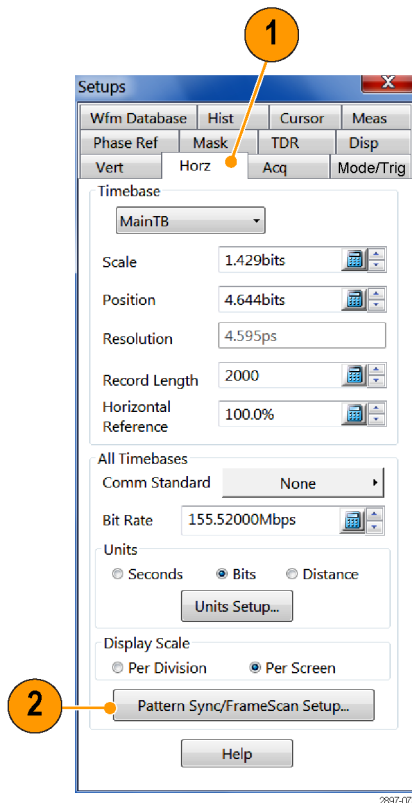 1
Setups
X
Wfm Database Hist Cursor Meas
Phase Ref Mask TDR Disp
Vert Horz Acq Mode/Trig
Timebase
MainTB
Scale 1.429bits
Position 4.644bits
Resolution 4.595ps
Record Length 2000
Horizontal
Reference 100.0%
All Timebases
Comm Standard None
Bit Rate 155.52000Mbps
Units
Seconds Bits Distance
Units Setup...
Display Scale
Per Division Per Screen
2 Pattern Sync/FrameScan Setup...
Help